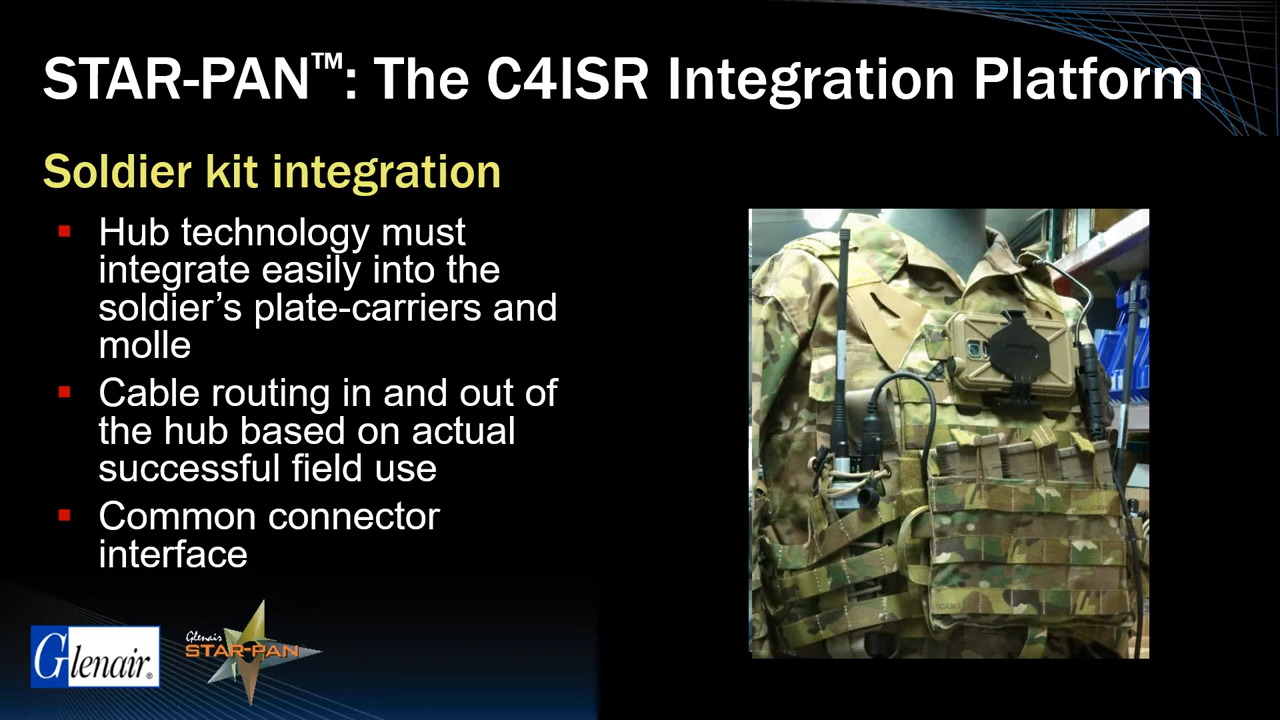 STAR-PAN™: The C4ISR Integration Platform
Soldier kit integration
Hub technology must
integrate easily into the
soldier’s plate-carriers and
molle
Cable routing in and out of
the hub based on actual
successful field use
Common connector
interface
Glenair®
Glenair
STAR-PAN